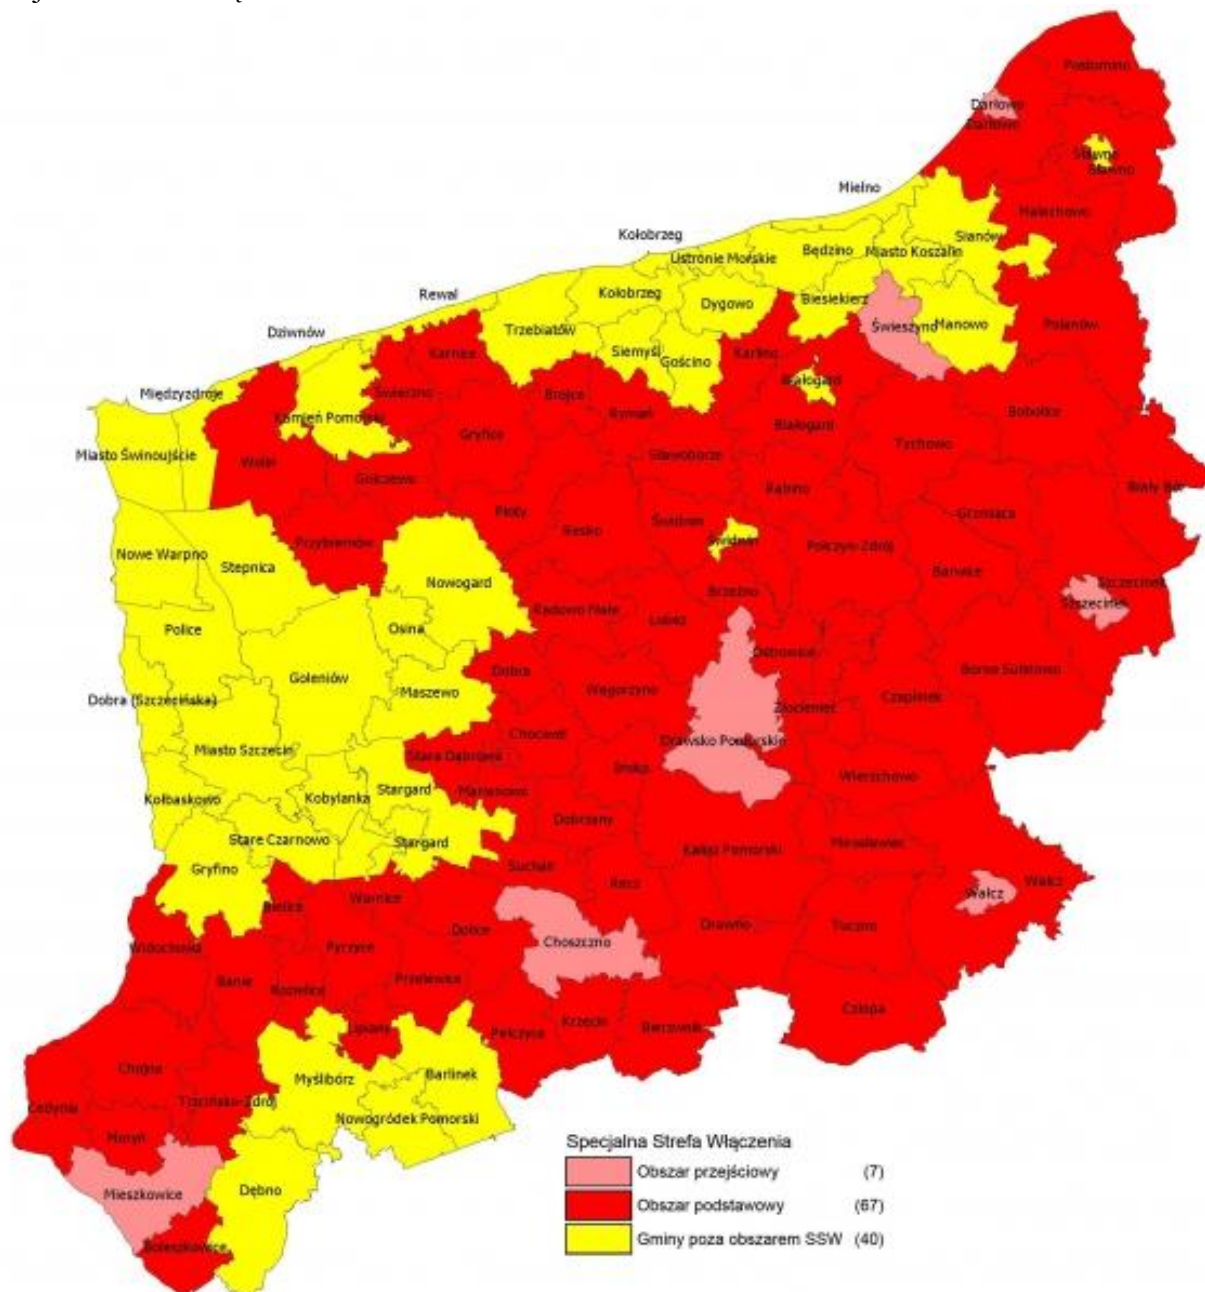 Postomino
Darłowo
Darłowo
Sławno
Sławno
Mielno
Malechowo
Sianów
Kołobrzeg
Będzino
Miasto Koszalin
Ustronie Morskie
Rewal
Kołobrzeg
Dygowo
Biesiekierz
Świeszyno
Manowo
Polanów
Dziwnów
Trzebiatów
Siemyśl
Gościno
Karlino
Karnice
Międzyzdroje
Świerzno
Brojce
Rymań
Białogard
Bobolice
Kamień Pomorski
Gryfice
Białogard
Tychowo
Miasto Świnoujście
Wolin
Golczewo
Sławoborze
Rąbino
Biały Bór
Płoty
Resko
Świdwin
Grzmiąca
Nowe Warpno
Stepnica
Przybiernów
Świdwin
Połczyn-Zdrój
Barwice
Nowogard
Brzeżno
Szczecinek
Szczecinek
Radowo Małe
Łobez
Police
Osina
Ostrowice
Goleniów
Dobra
Borne Sulinowo
Dobra (Szczecińska)
Maszewo
Węgorzyno
Złocieniec
Czaplinek
Chociwel
Drawsko Pomorskie
Miasto Szczecin
Stara Dąbrowa
Ińsko
Wierzchowo
Kołbaskowo
Kobylanka
Stargard
Marianowo
Dobrzany
Stare Czarnowo
Stargard
Kalisz Pomorski
Mirosławiec
Gryfino
Suchań
Recz
Wałcz
Wałcz
Bielice
Warnice
Widuchowa
Pyrzyce
Dolice
Choszczno
Drawno
Tuczno
Banie
Kozielice
Przelewice
Człopa
Lipiany
Pełczyce
Krzęcin
Bierzwnik
Chojna
Myślibórz
Barlinek
Cedynia
Trzcińsko-Zdrój
Nowogródek Pomorski
Moryń
Mieszkowice
Dębno
Boleszkowice
Specjalna Strefa Włączenia
Obszar przejściowy (7)
Obszar podstawowy (67)
Gminy poza obszarem SSW (40)